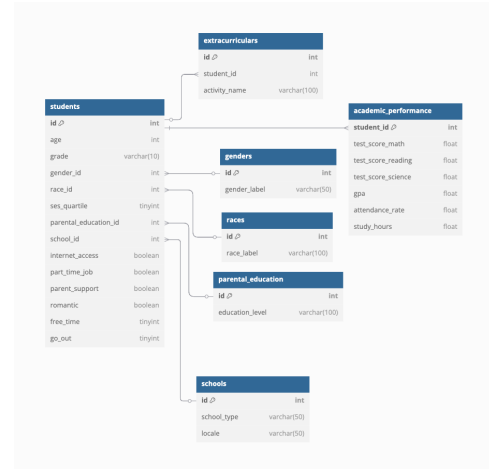 extracurriculars
id int
student_id int
activity_name varchar(100)
students
id int
age int
grade varchar(10)
gender_id int
race_id int
ses_quartile tinyint
parental_education_id int
school_id int
internet_access boolean
part_time_job boolean
parent_support boolean
romantic boolean
free_time tinyint
go_out tinyint
academic_performance
student_id int
test_score_math float
test_score_reading float
test_score_science float
gpa float
attendance_rate float
study_hours float
genders
id int
gender_label varchar(50)
races
id int
race_label varchar(100)
parental_education
id int
education_level varchar(100)
schools
id int
school_type varchar(50)
locale varchar(50)